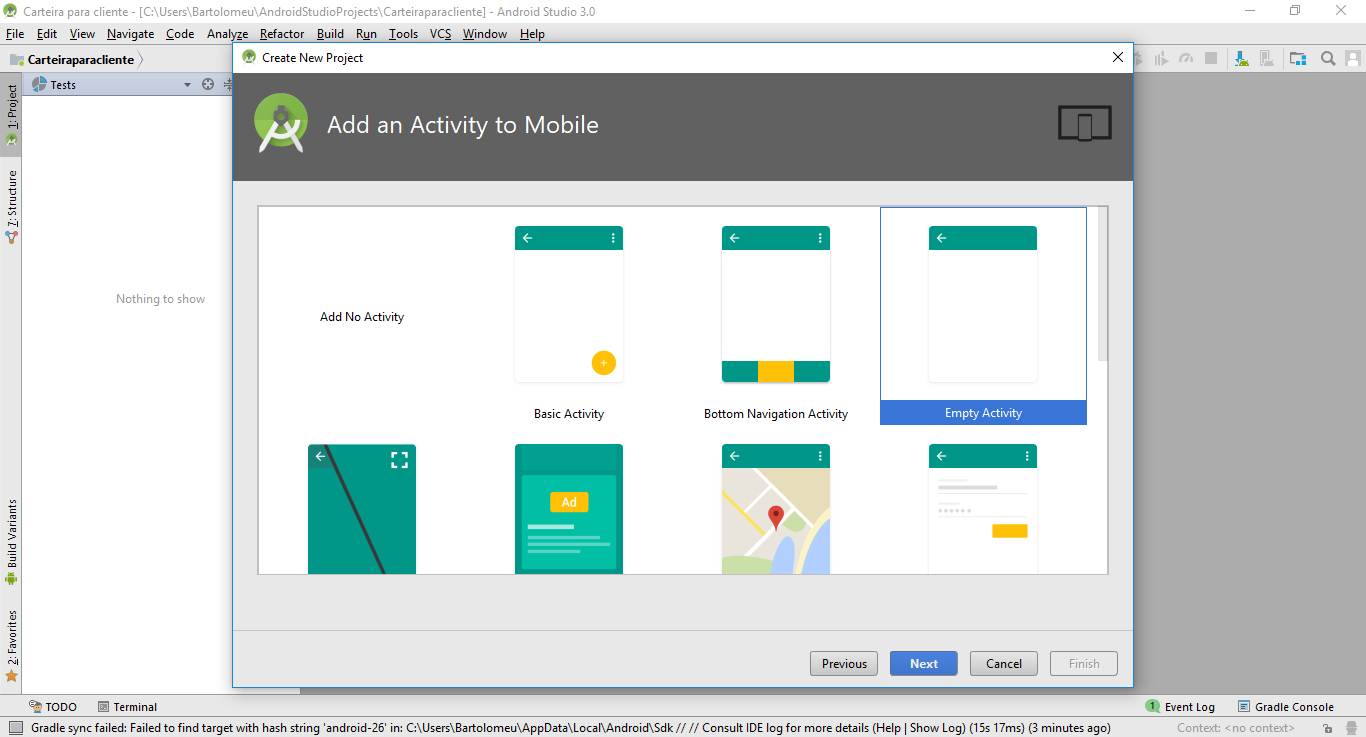 Carteira para cliente - [C:\Users\Bartolomeu\AndroidStudioProjects\Carteiraparacliente] - Android Studio 3.0
File Edit View Navigate Code Analyze Refactor Build Run Tools VCS Window Help
Carteiraparacliente
Create New Project
Tests
1: Project
7: Structure
Build Variants
2: Favorites
Nothing to show
Add an Activity to Mobile
Add No Activity
Basic Activity
Bottom Navigation Activity
Empty Activity
Ad
Previous
Next
Cancel
Finish
TODO
Terminal
1 Event Log
Gradle Console
Gradle sync failed: Failed to find target with hash string 'android-26' in: C:\Users\Bartolomeu\AppData\Local\Android\Sdk // // Consult IDE log for more details (Help | Show Log) (15s 17ms) (3 minutes ago)
Context: <no context>